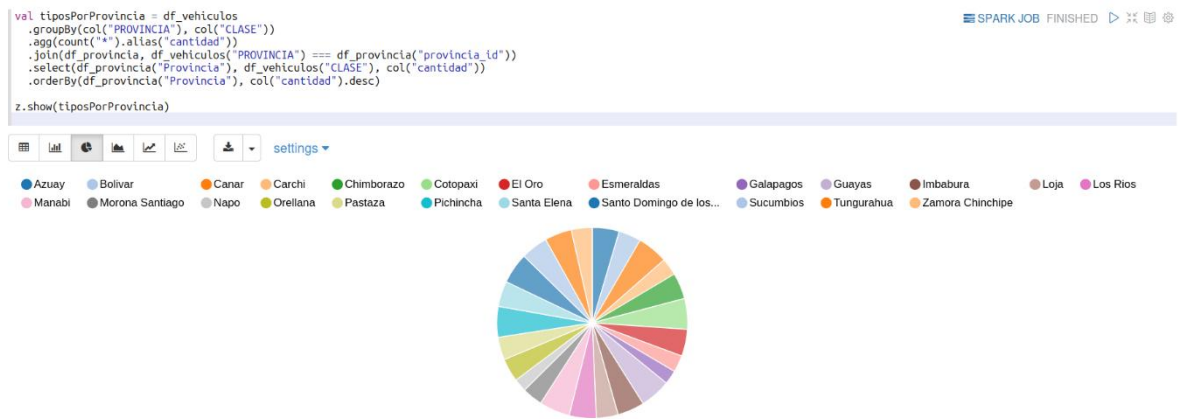 val tiposPorProvincia = df_vehiculos
.groupBy(col("PROVINCIA"), col("CLASE"))
.agg(count("*").alias("cantidad"))
.join(df_provincia, df_vehiculos("PROVINCIA") === df_provincia("provincia_id"))
.select(df_provincia("Provincia"), df_vehiculos("CLASE"), col("cantidad"))
.orderBy(df_provincia("Provincia"), col("cantidad").desc)
z.show(tiposPorProvincia)
SPARK JOB FINISHED
settings
Azuay Bolivar Canar Carchi Chimborazo Cotopaxi El Oro Esmeraldas Galapagos Guayas Imbabura Loja Los Rios
Manabi Morona Santiago Napo Orellana Pastaza Pichincha Santa Elena Santo Domingo de los... Sucumbios Tungurahua Zamora Chinchipe